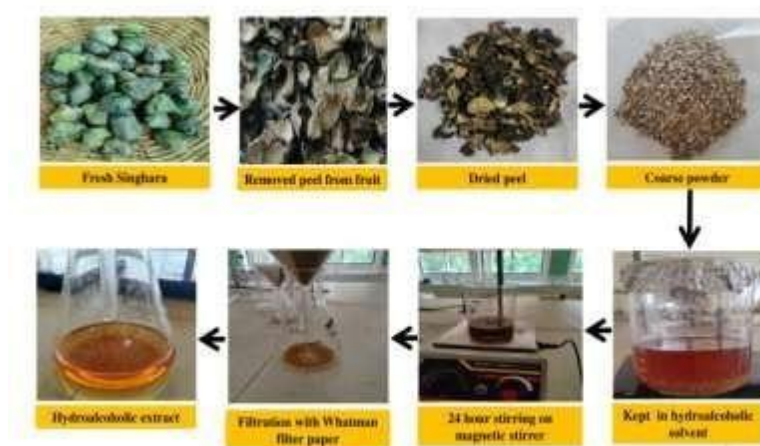 Fresh Singhara
Removed peel from fruit
Dried peel
Coarse powder
Kept in hydroalcoholic
solvent
24 hour stirring on
magnetic stirrer
Filtration with Whatman
filter paper
Hydroalcoholic extract